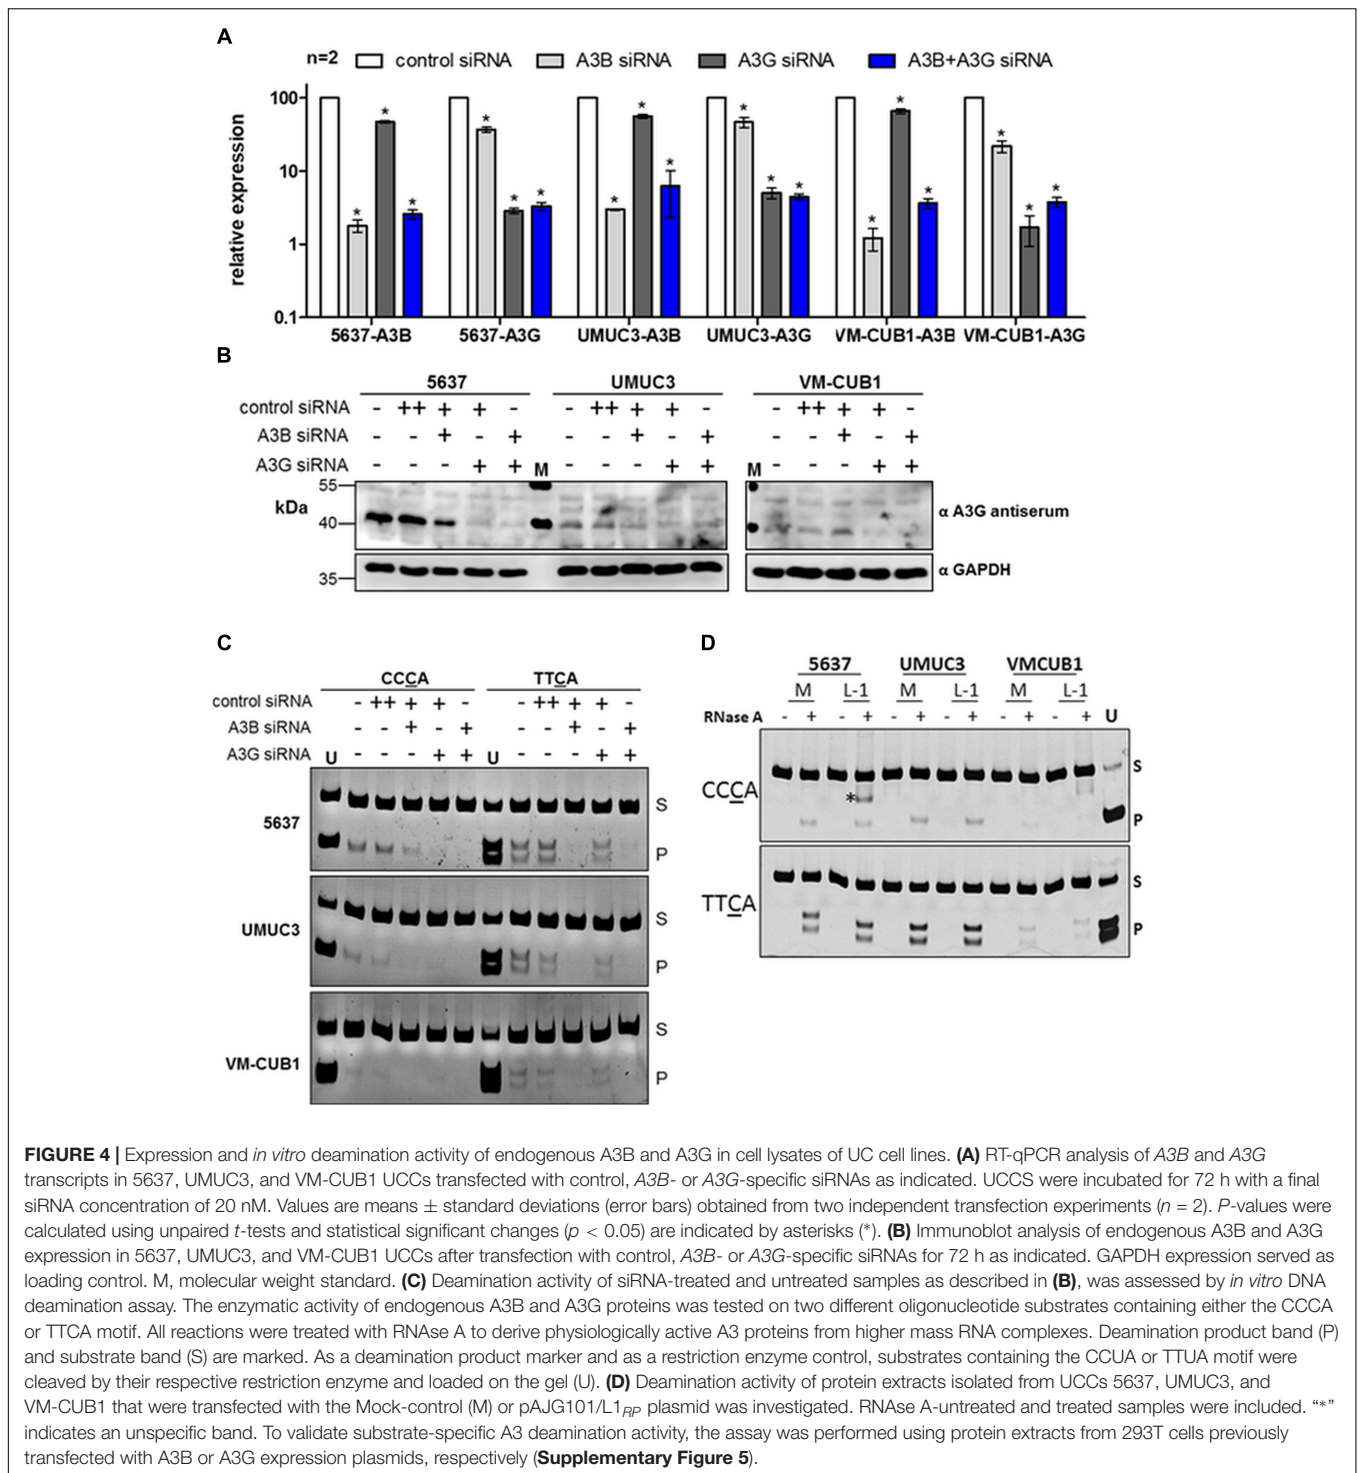 A
n=2 control siRNA A3B siRNA A3G siRNA A3B+A3G siRNA
relative expression
100
10
1
0.1
* * * * * * * * * * * * * * * * * *
5637-A3B 5637-A3G UMUC3-A3B UMUC3-A3G VM-CUB1-A3B VM-CUB1-A3G
B
5637 UMUC3 VM-CUB1
control siRNA - ++ + + - - ++ + + - - ++ + + -
A3B siRNA - - + - + - - + - + - - + - +
A3G siRNA - - - + + M - - - + + M - - - + +
55
kDa
40
α A3G antiserum
35
α GAPDH
C
CCCA TTCA
control siRNA - ++ + + - - ++ + + -
A3B siRNA - - + - + - - + - +
A3G siRNA U - - - + + U - - - + +
5637 S
P
UMUC3 S
P
VM-CUB1 S
P
D
5637 UMUC3 VMCUB1
M L-1 M L-1 M L-1
RNase A - + - + - + - + - + - + U
CCCA * S
P
TTCA S
P
FIGURE 4 | Expression and in vitro deamination activity of endogenous A3B and A3G in cell lysates of UC cell lines. (A) RT-qPCR analysis of A3B and A3G
transcripts in 5637, UMUC3, and VM-CUB1 UCCs transfected with control, A3B- or A3G-specific siRNAs as indicated. UCCS were incubated for 72 h with a final
siRNA concentration of 20 nM. Values are means ± standard deviations (error bars) obtained from two independent transfection experiments (n = 2). P-values were
calculated using unpaired t-tests and statistical significant changes (p < 0.05) are indicated by asterisks (*). (B) Immunoblot analysis of endogenous A3B and A3G
expression in 5637, UMUC3, and VM-CUB1 UCCs after transfection with control, A3B- or A3G-specific siRNAs for 72 h as indicated. GAPDH expression served as
loading control. M, molecular weight standard. (C) Deamination activity of siRNA-treated and untreated samples as described in (B), was assessed by in vitro DNA
deamination assay. The enzymatic activity of endogenous A3B and A3G proteins was tested on two different oligonucleotide substrates containing either the CCCA
or TTCA motif. All reactions were treated with RNAse A to derive physiologically active A3 proteins from higher mass RNA complexes. Deamination product band (P)
and substrate band (S) are marked. As a deamination product marker and as a restriction enzyme control, substrates containing the CCUA or TTUA motif were
cleaved by their respective restriction enzyme and loaded on the gel (U). (D) Deamination activity of protein extracts isolated from UCCs 5637, UMUC3, and
VM-CUB1 that were transfected with the Mock-control (M) or pAJG101/L1RP plasmid was investigated. RNAse A-untreated and treated samples were included. “*”
indicates an unspecific band. To validate substrate-specific A3 deamination activity, the assay was performed using protein extracts from 293T cells previously
transfected with A3B or A3G expression plasmids, respectively (Supplementary Figure 5).